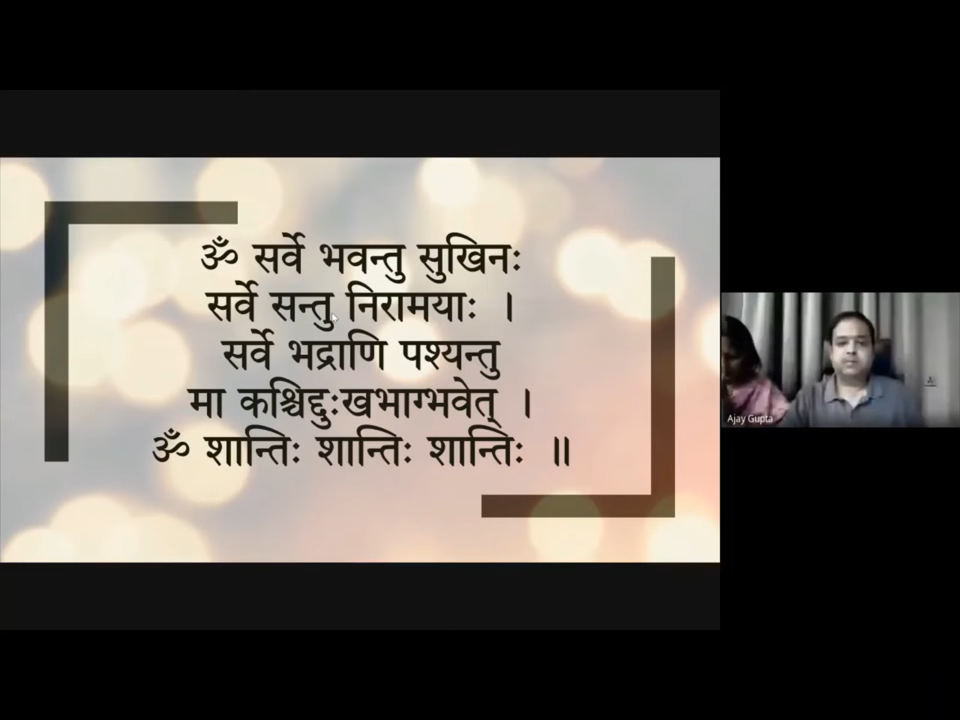 ॐ सर्वे भवन्तु सुखिनः
सर्वे सन्तु निरामयाः ।
सर्वे भद्राणि पश्यन्तु
मा कश्चिद्दुःखभाग्भवेत् ।
ॐ शान्तिः शान्तिः शान्तिः ॥
Ajay Gupta